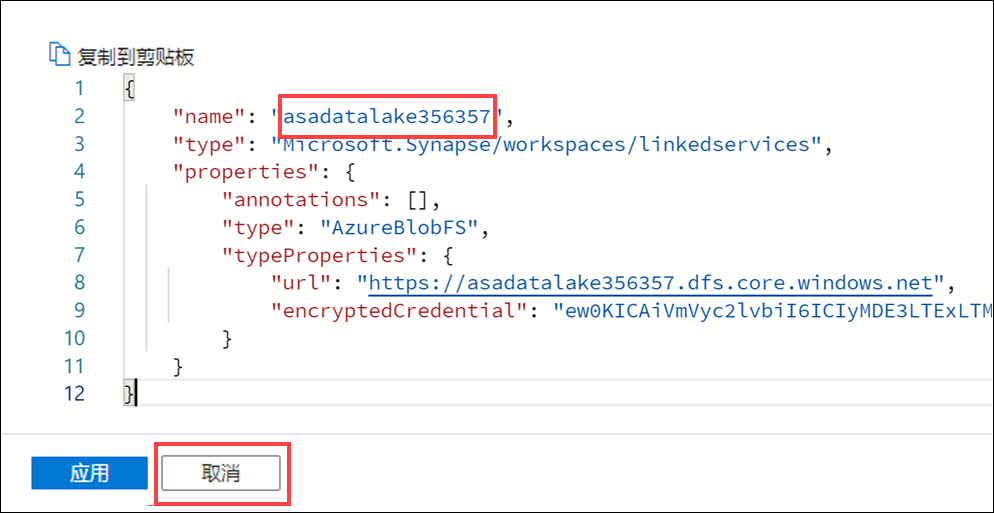 复制到剪贴板
1 {
2 "name": "asadatalake356357",
3 "type": "Microsoft.Synapse/workspaces/linkedservices",
4 "properties": {
5 "annotations": [],
6 "type": "AzureBlobFS",
7 "typeProperties": {
8 "url": "https://asadatalake356357.dfs.core.windows.net",
9 "encryptedCredential": "ew0KICAiVmVyc2lvbiI6ICIyMDE3LTExLTM
10 }
11 }
12 }
应用 取消